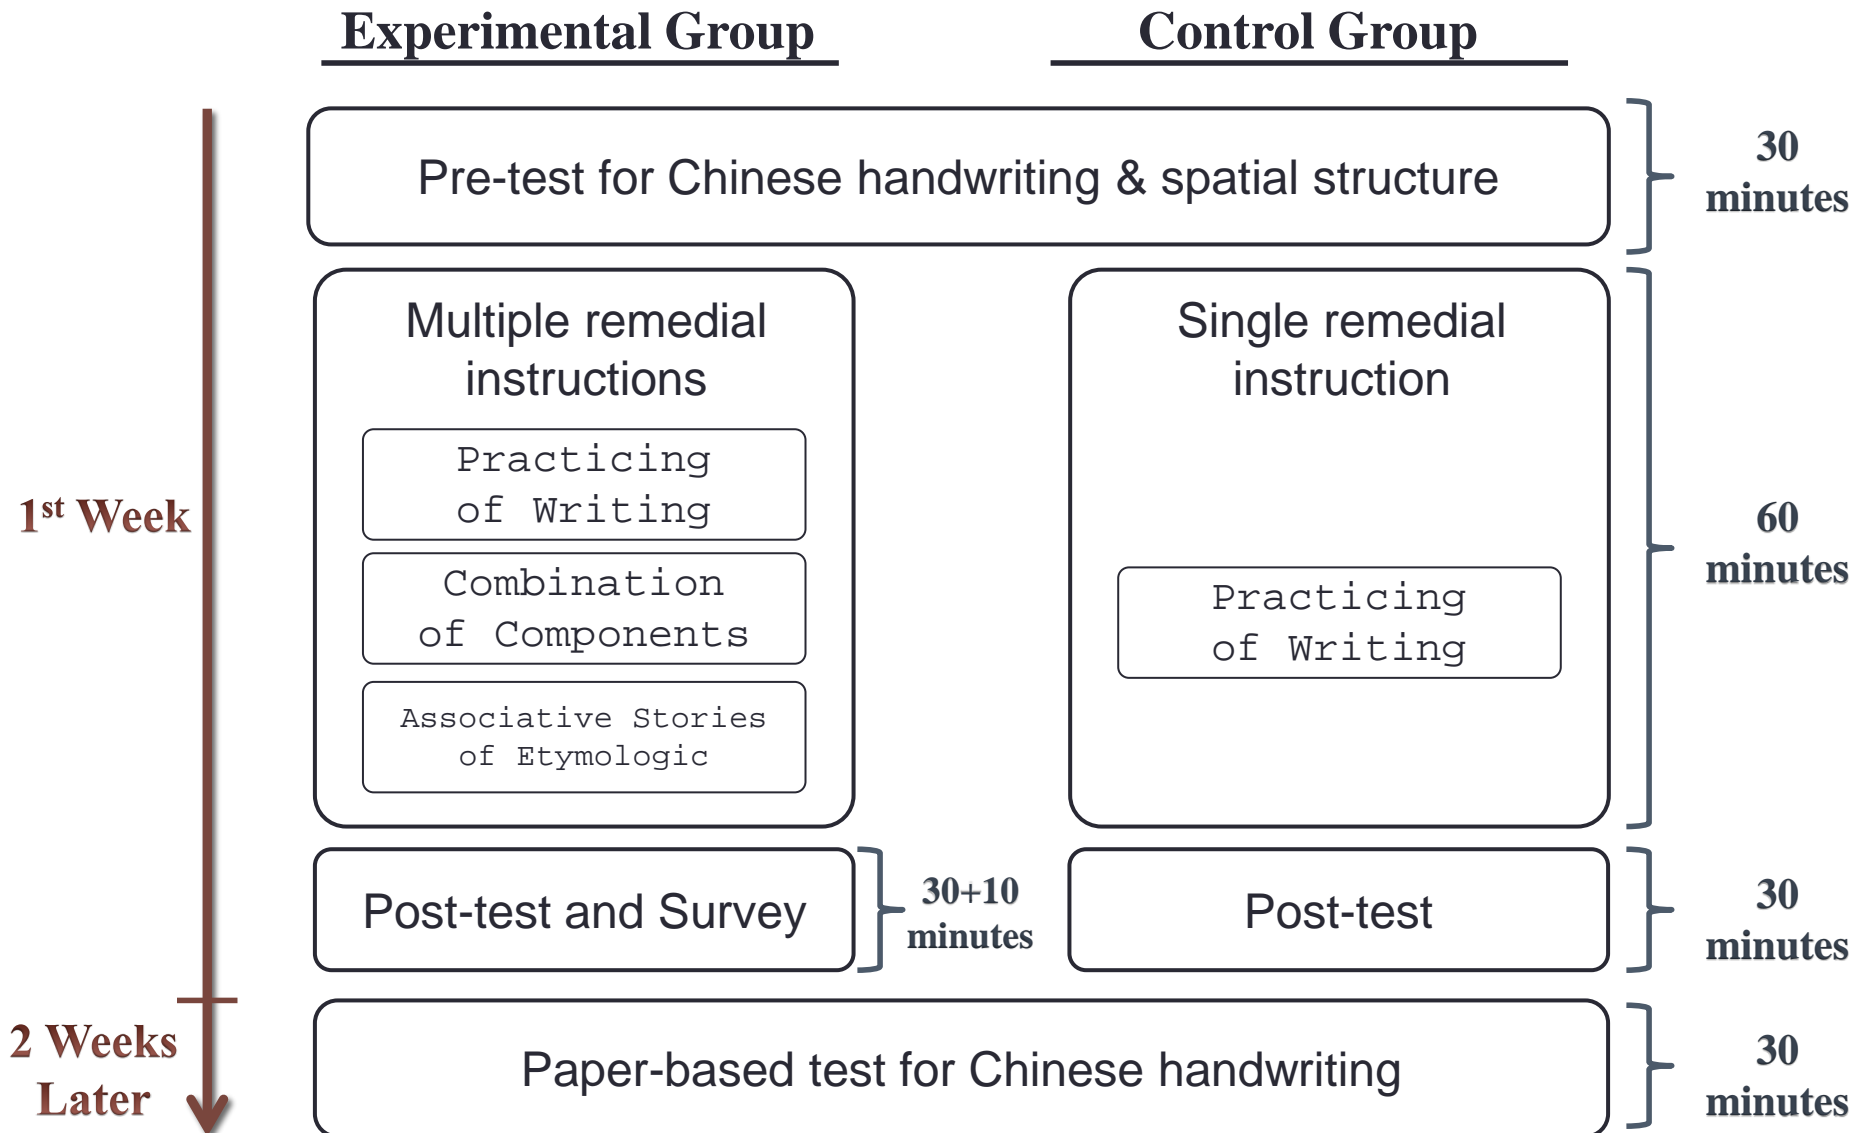 Experimental Group
Control Group
Pre-test for Chinese handwriting & spatial structure
30
minutes
1st Week
Multiple remedial
instructions
Practicing
of Writing
Combination
of Components
Associative Stories
of Etymologic
Single remedial
instruction
Practicing
of Writing
60
minutes
Post-test and Survey
30+10
minutes
Post-test
30
minutes
2 Weeks
Later
Paper-based test for Chinese handwriting
30
minutes